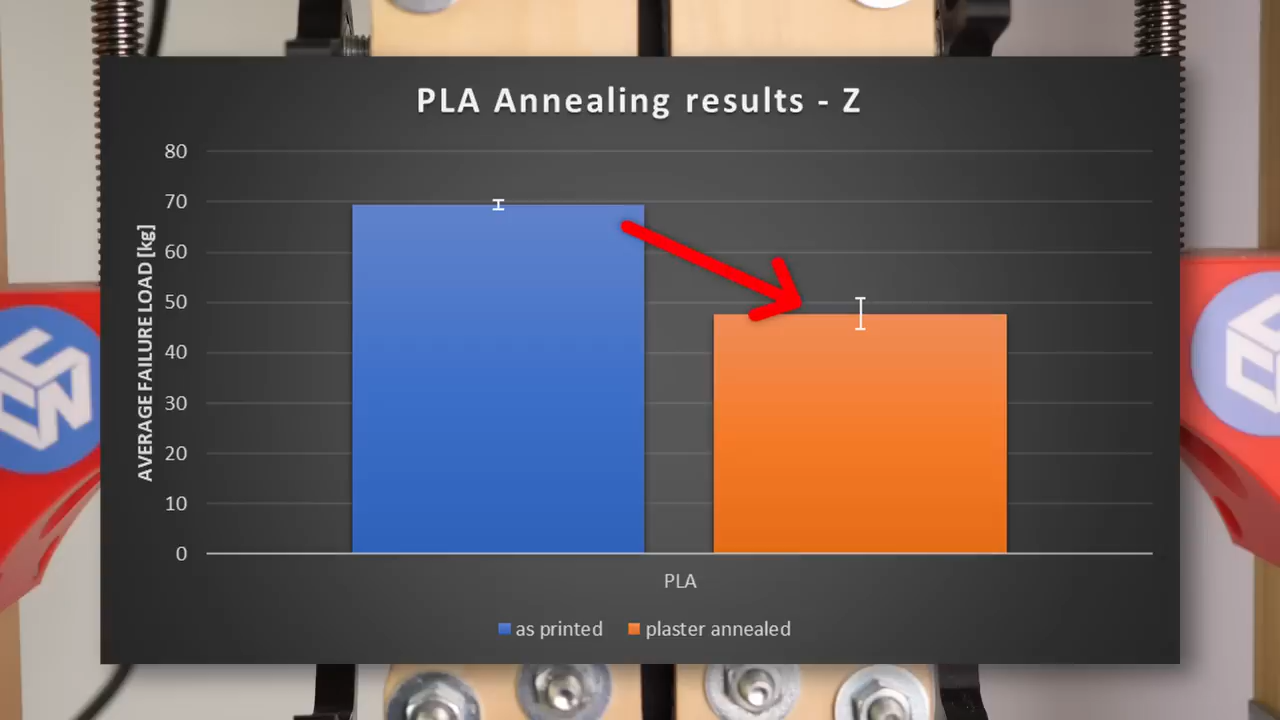 PLA Annealing results - Z
80
70
60
50
40
30
20
10
0
AVERAGE FAILURE LOAD [kg]
PLA
as printed
plaster annealed